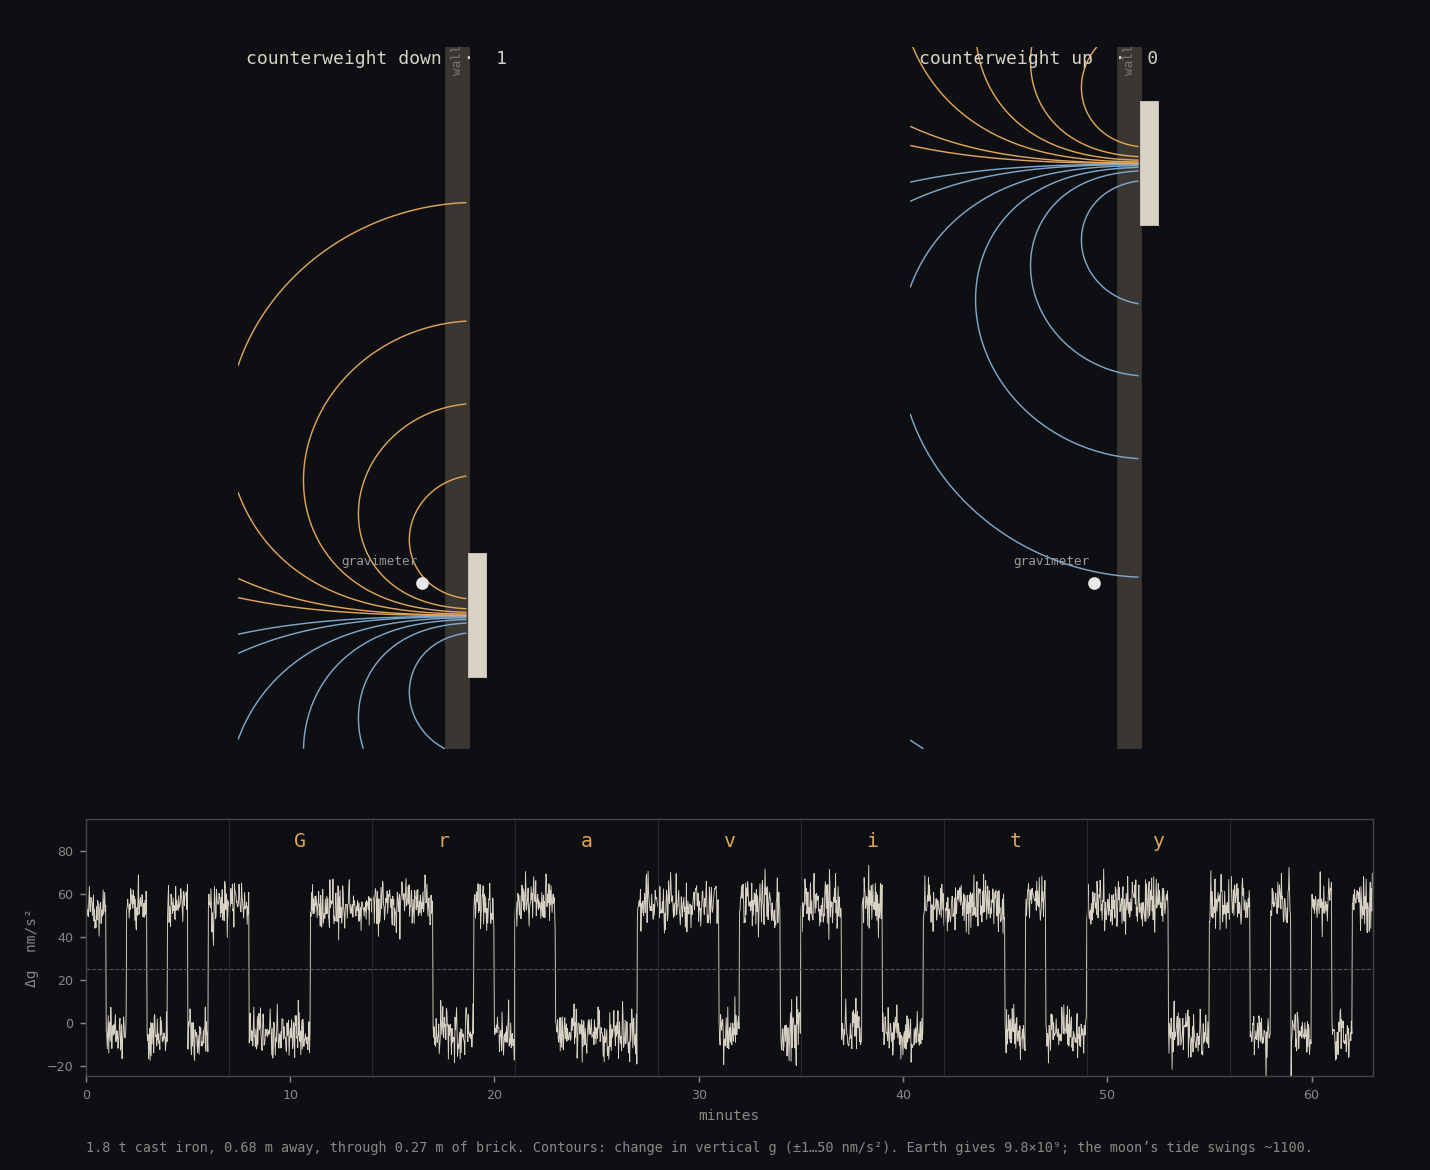 counterweight down · 1
counterweight up · 0
wall
wall
gravimeter
gravimeter
G r a v i t y
80
60
40
20
0
−20
Δg nm/s²
0 10 20 30 40 50 60
minutes
1.8 t cast iron, 0.68 m away, through 0.27 m of brick. Contours: change in vertical g (±1…50 nm/s²). Earth gives 9.8×10⁹; the moon’s tide swings ~1100.